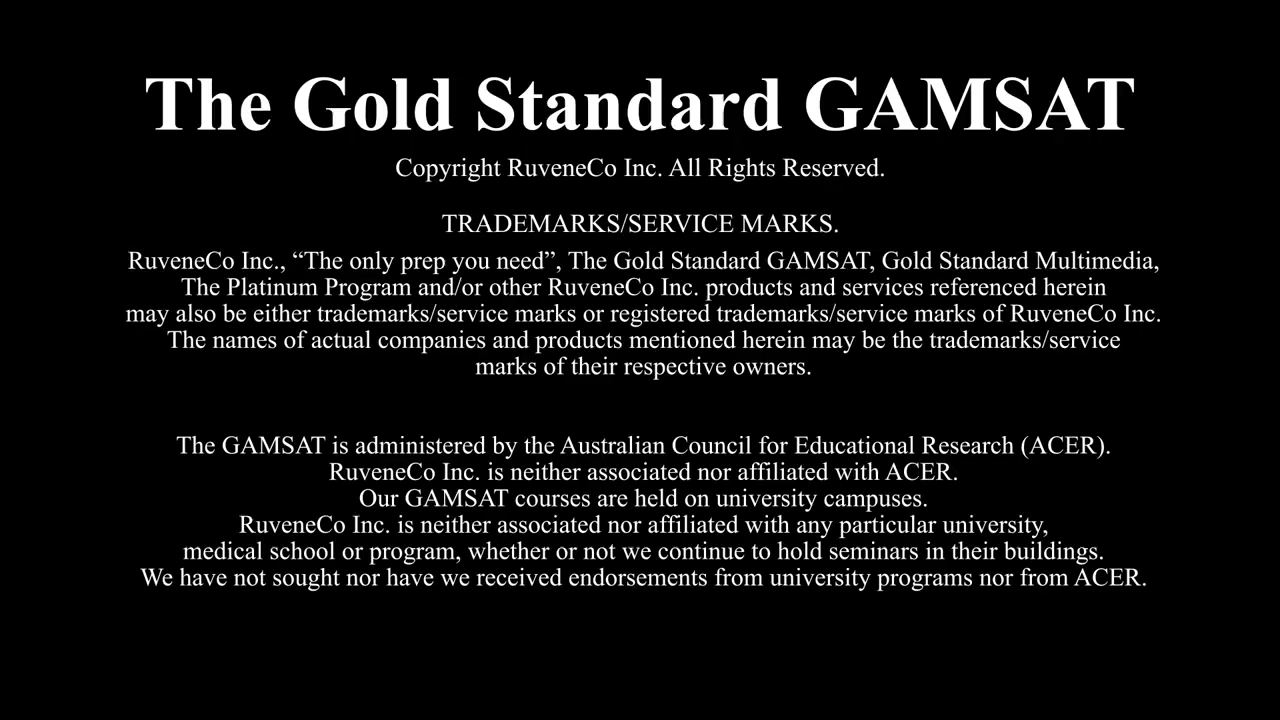 The Gold Standard GAMSAT
Copyright RuveneCo Inc. All Rights Reserved.
TRADEMARKS/SERVICE MARKS.
RuveneCo Inc., “The only prep you need”, The Gold Standard GAMSAT, Gold Standard Multimedia,
The Platinum Program and/or other RuveneCo Inc. products and services referenced herein
may also be either trademarks/service marks or registered trademarks/service marks of RuveneCo Inc.
The names of actual companies and products mentioned herein may be the trademarks/service
marks of their respective owners.
The GAMSAT is administered by the Australian Council for Educational Research (ACER).
RuveneCo Inc. is neither associated nor affiliated with ACER.
Our GAMSAT courses are held on university campuses.
RuveneCo Inc. is neither associated nor affiliated with any particular university,
medical school or program, whether or not we continue to hold seminars in their buildings.
We have not sought nor have we received endorsements from university programs nor from ACER.